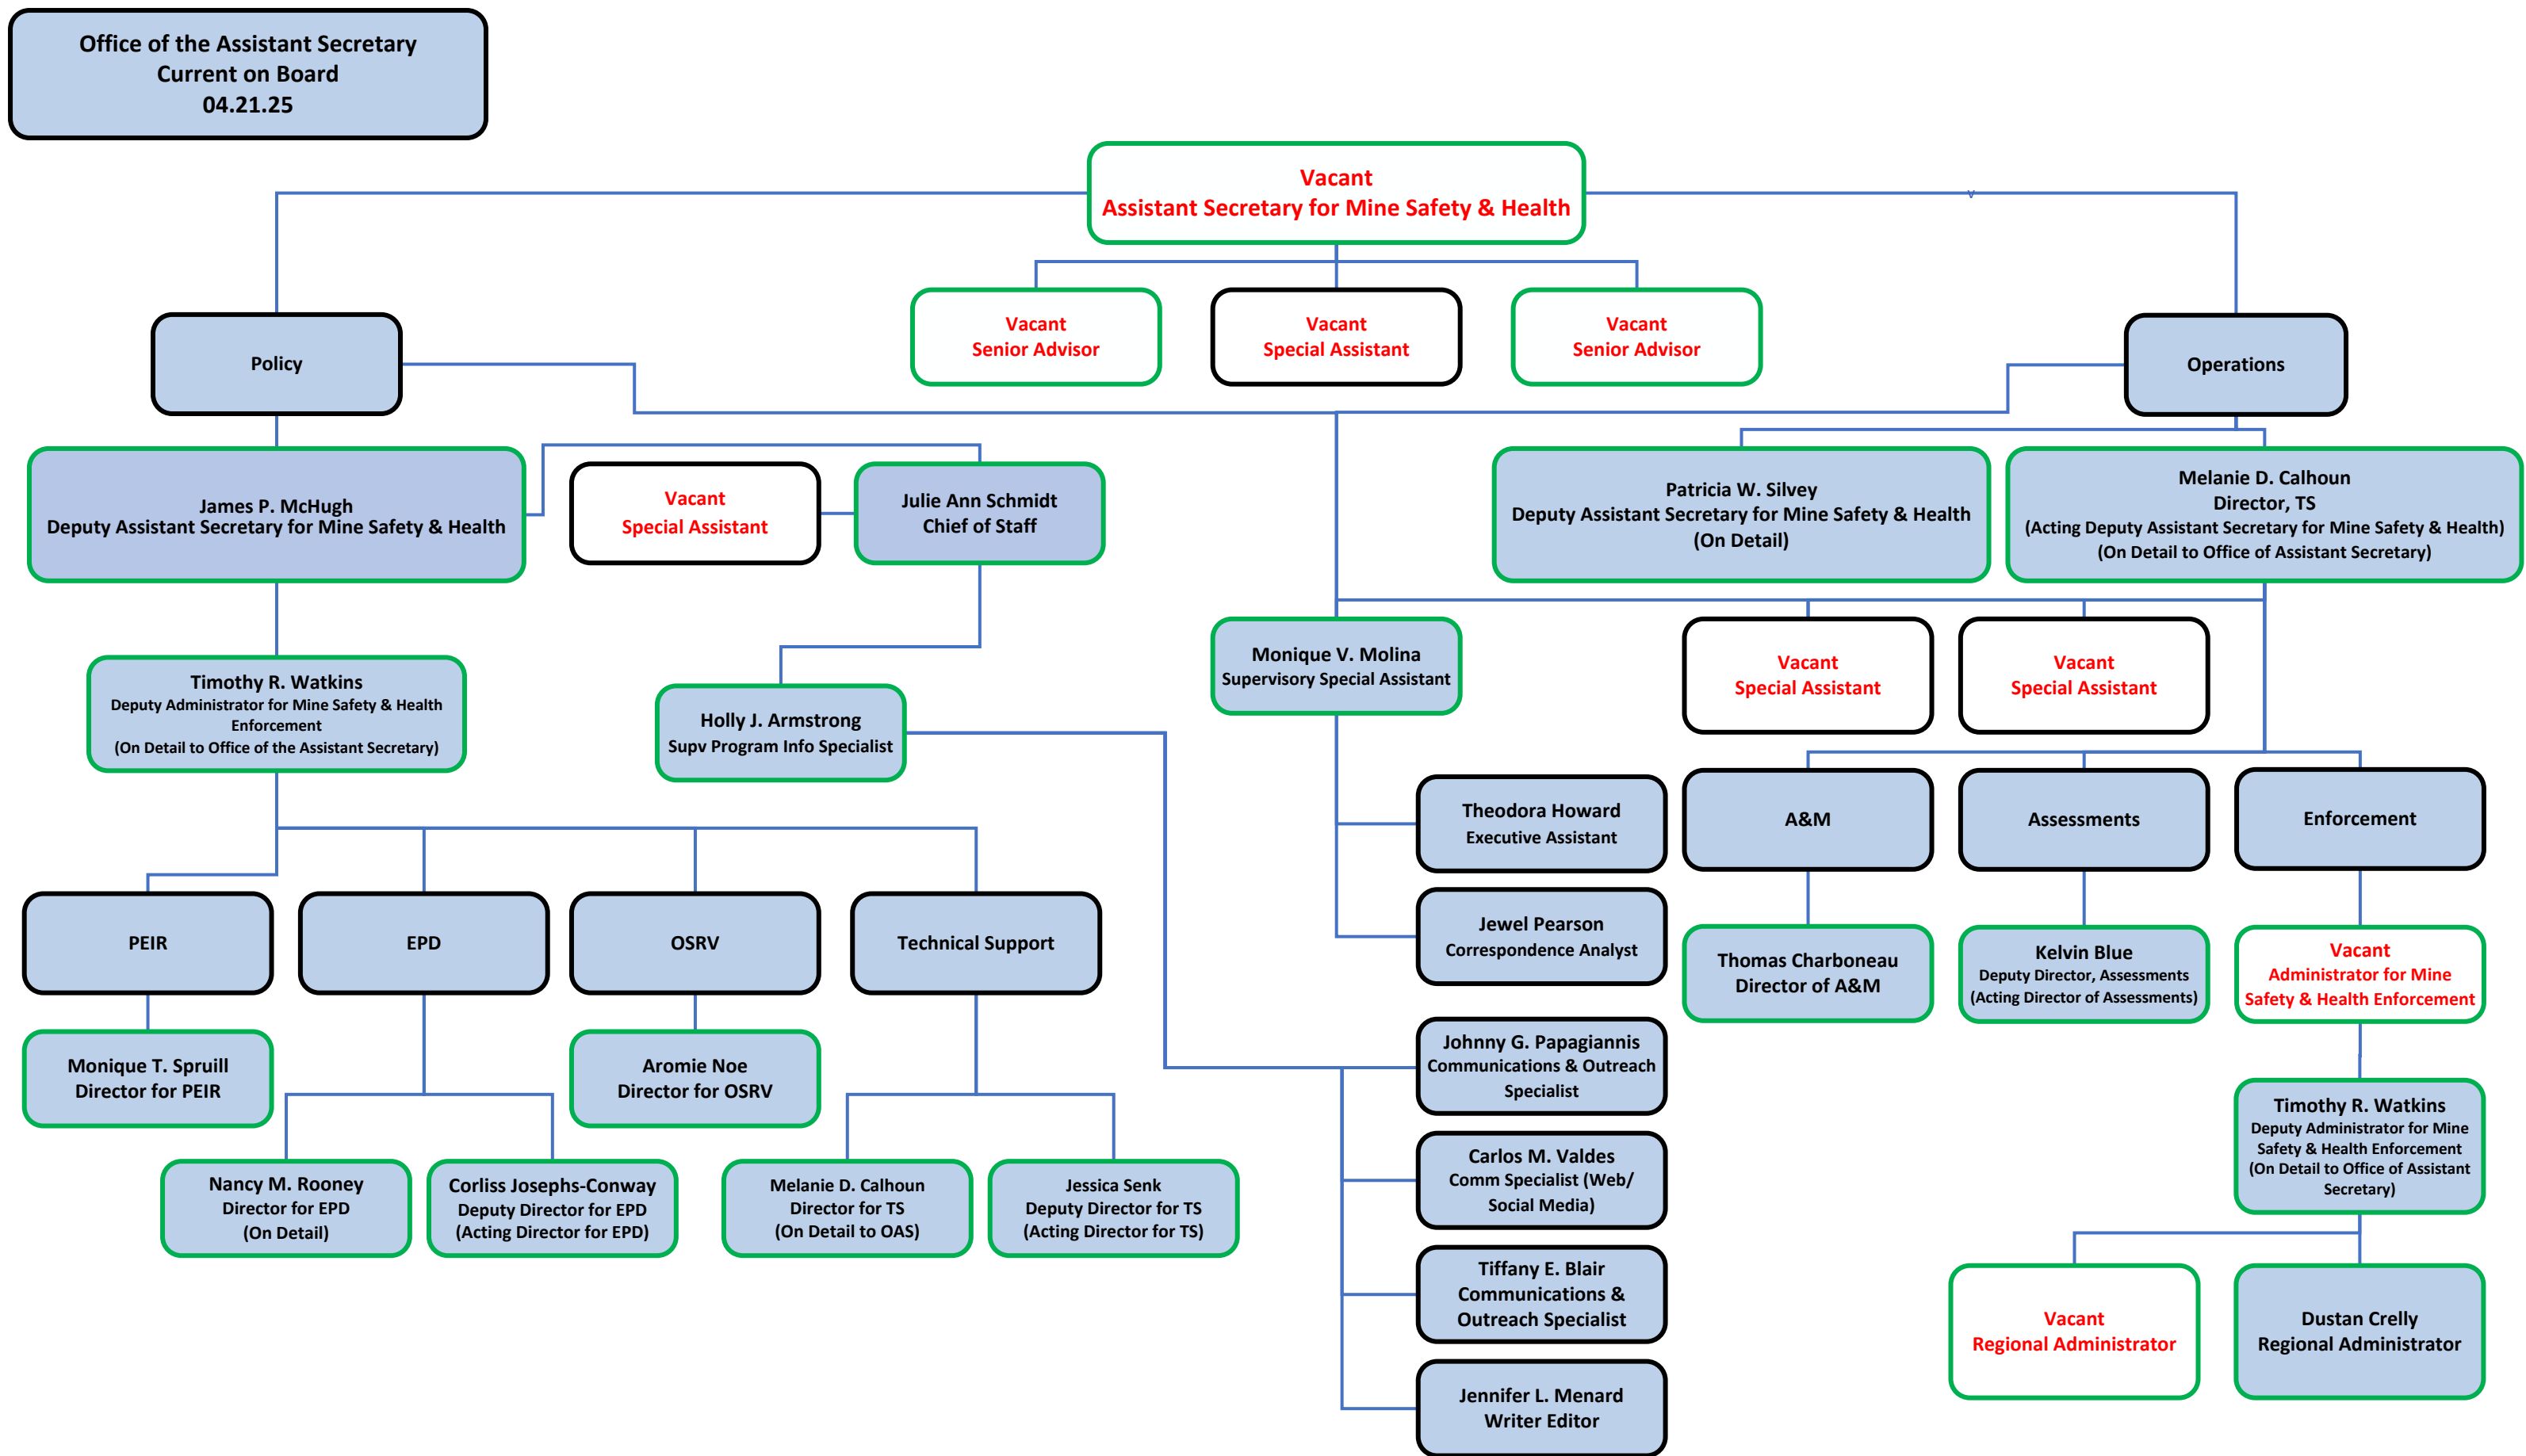 Office of the Assistant Secretary
Current on Board
04.21.25
Vacant
Assistant Secretary for Mine Safety & Health
v
Vacant
Senior Advisor
Vacant
Special Assistant
Vacant
Senior Advisor
Policy
Operations
James P. McHugh
Deputy Assistant Secretary for Mine Safety & Health
Vacant
Special Assistant
Julie Ann Schmidt
Chief of Staff
Patricia W. Silvey
Deputy Assistant Secretary for Mine Safety & Health
(On Detail)
Melanie D. Calhoun
Director, TS
(Acting Deputy Assistant Secretary for Mine Safety & Health)
(On Detail to Office of Assistant Secretary)
Timothy R. Watkins
Deputy Administrator for Mine Safety & Health
Enforcement
(On Detail to Office of the Assistant Secretary)
Holly J. Armstrong
Supv Program Info Specialist
Monique V. Molina
Supervisory Special Assistant
Vacant
Special Assistant
Vacant
Special Assistant
Theodora Howard
Executive Assistant
A&M
Assessments
Enforcement
Jewel Pearson
Correspondence Analyst
PEIR
EPD
OSRV
Technical Support
Thomas Charboneau
Director of A&M
Kelvin Blue
Deputy Director, Assessments
(Acting Director of Assessments)
Vacant
Administrator for Mine
Safety & Health Enforcement
Monique T. Spruill
Director for PEIR
Aromie Noe
Director for OSRV
Johnny G. Papagiannis
Communications & Outreach
Specialist
Timothy R. Watkins
Deputy Administrator for Mine
Safety & Health Enforcement
(On Detail to Office of Assistant
Secretary)
Nancy M. Rooney
Director for EPD
(On Detail)
Corliss Josephs-Conway
Deputy Director for EPD
(Acting Director for EPD)
Melanie D. Calhoun
Director for TS
(On Detail to OAS)
Jessica Senk
Deputy Director for TS
(Acting Director for TS)
Carlos M. Valdes
Comm Specialist (Web/
Social Media)
Tiffany E. Blair
Communications &
Outreach Specialist
Vacant
Regional Administrator
Dustan Crelly
Regional Administrator
Jennifer L. Menard
Writer Editor